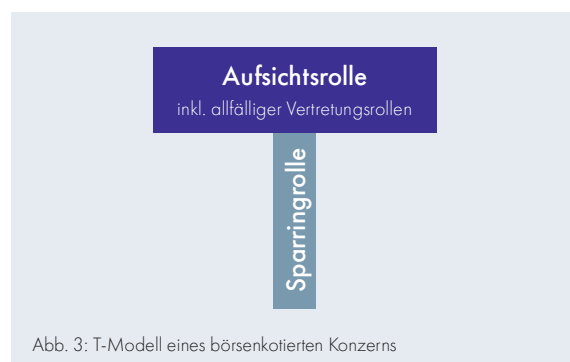 Aufsichtsrolle
inkl. allfälliger Vertretungsrollen
Sparringrolle
Abb. 3: T-Modell eines börsenkotierten Konzerns